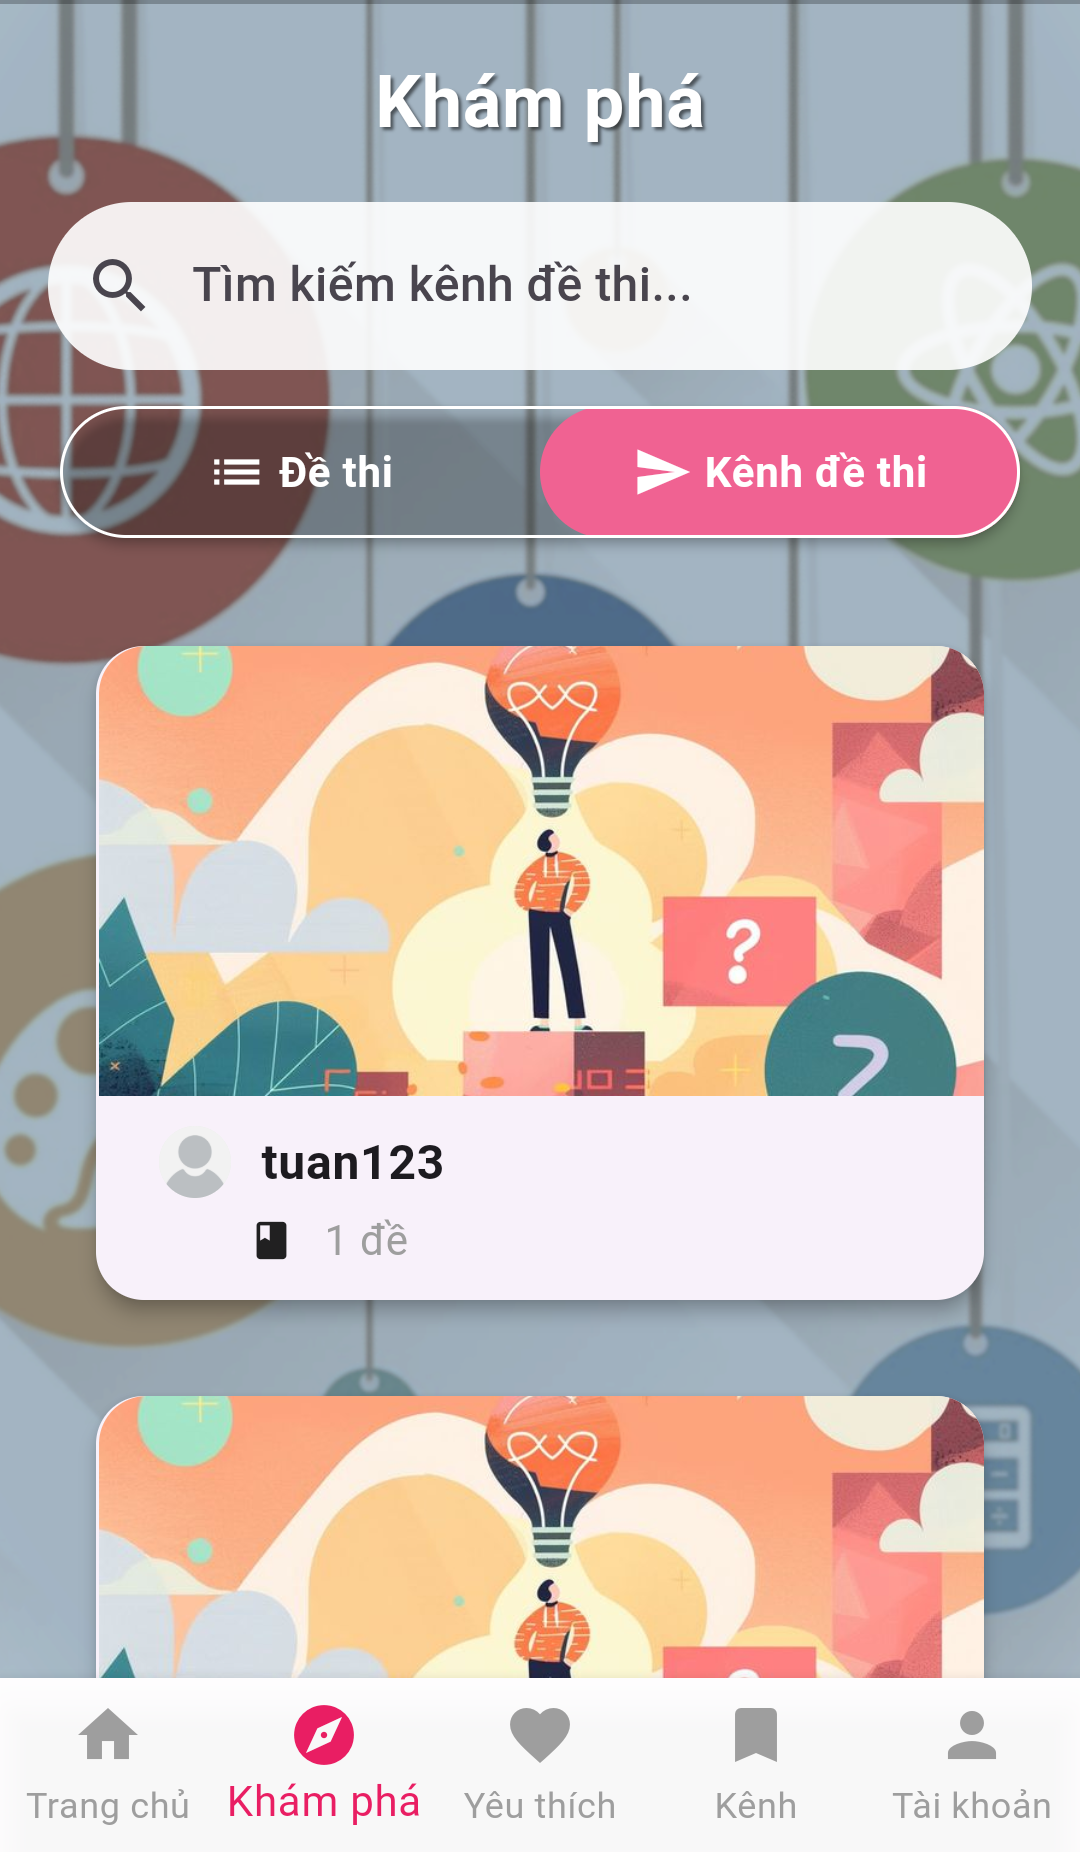 Khám phá
Tìm kiếm kênh đề thi...
Đề thi
Kênh đề thi
?
2
tuan123
1 đề
Trang chủ
Khám phá
Yêu thích
Kênh
Tài khoản